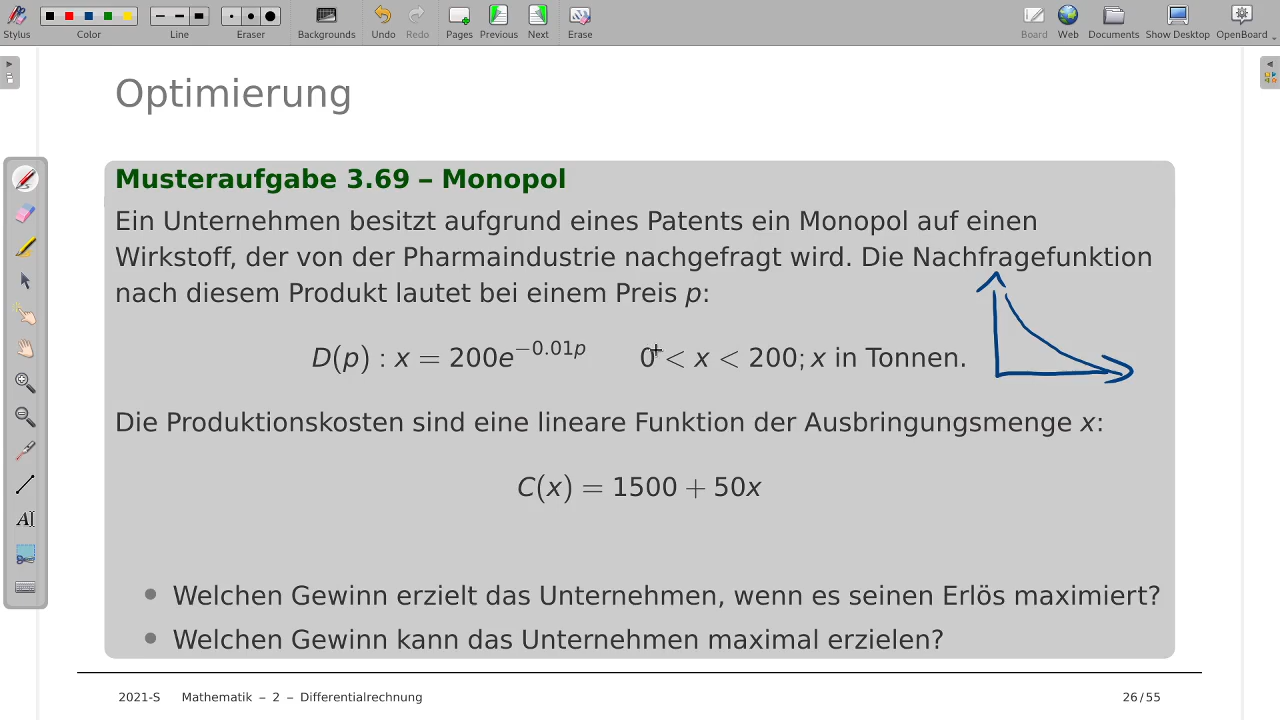 Stylus Color Line Eraser Backgrounds Undo Redo Pages Previous Next Erase Board Web Documents Show Desktop OpenBoard
Optimierung
Musteraufgabe 3.69 – Monopol
Ein Unternehmen besitzt aufgrund eines Patents ein Monopol auf einen
Wirkstoff, der von der Pharmaindustrie nachgefragt wird. Die Nachfragefunktion
nach diesem Produkt lautet bei einem Preis p:
D(p) : x = 200e^{−0.01p} 0 < x < 200; x in Tonnen.
Die Produktionskosten sind eine lineare Funktion der Ausbringungsmenge x:
C(x) = 1500 + 50x
• Welchen Gewinn erzielt das Unternehmen, wenn es seinen Erlös maximiert?
• Welchen Gewinn kann das Unternehmen maximal erzielen?
2021-S Mathematik – 2 – Differentialrechnung 26/55